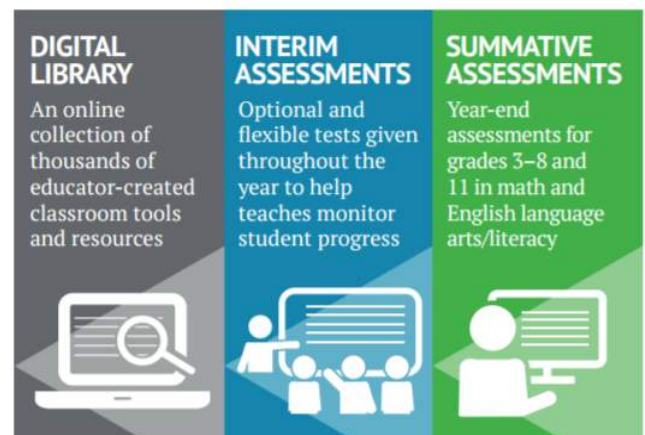 DIGITAL
LIBRARY
An online
collection of
thousands of
educator-created
classroom tools
and resources
INTERIM
ASSESSMENTS
Optional and
flexible tests given
throughout the
year to help
teaches monitor
student progress
SUMMATIVE
ASSESSMENTS
Year-end
assessments for
grades 3–8 and
11 in math and
English language
arts/literacy